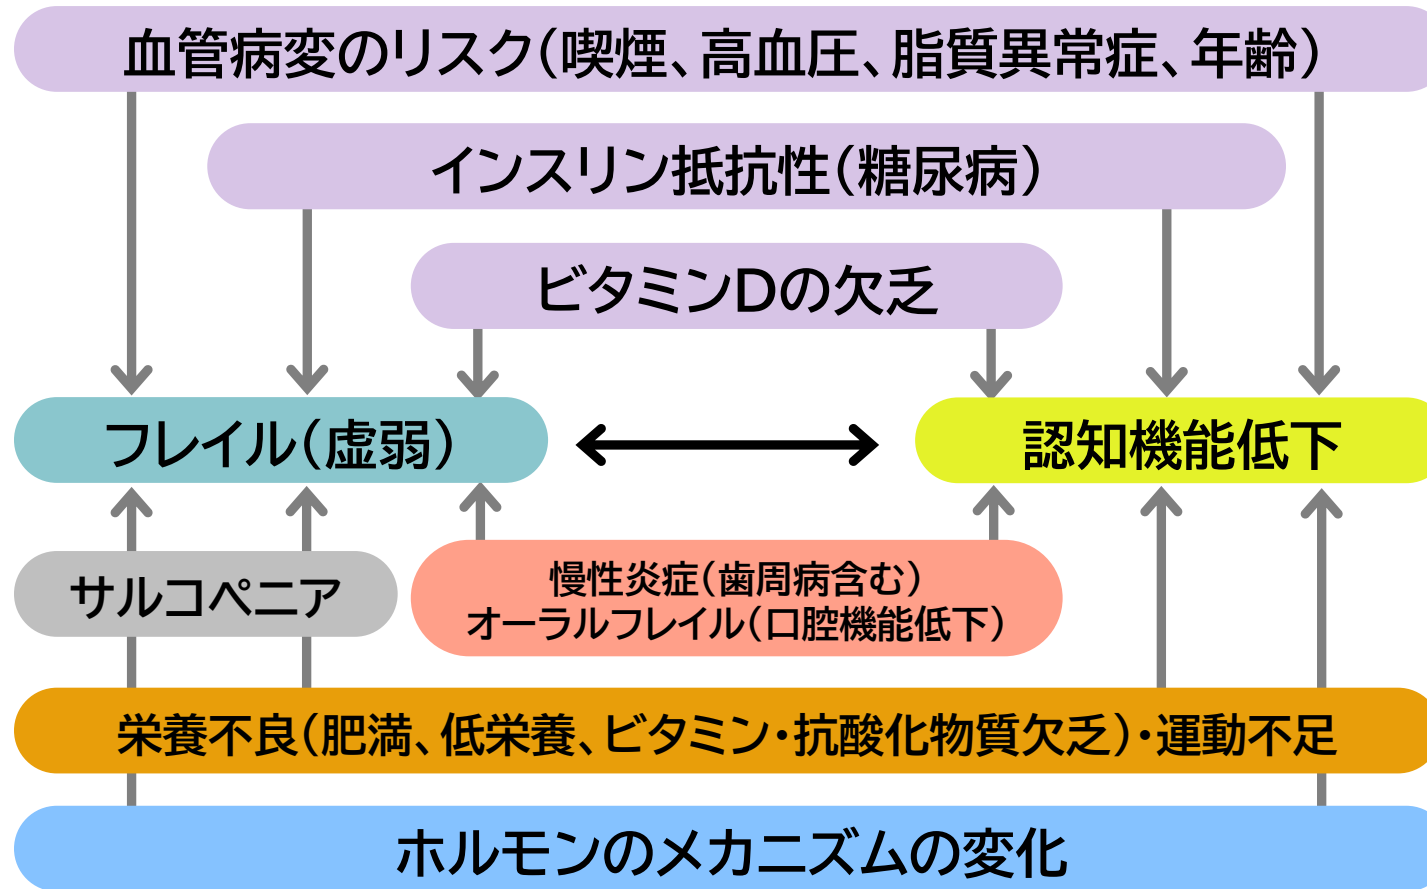 血管病変のリスク(喫煙、高血圧、脂質異常症、年齢)
インスリン抵抗性(糖尿病)
ビタミンDの欠乏
フレイル(虚弱)
認知機能低下
サルコペニア
慢性炎症(歯周病含む)
オーラルフレイル(口腔機能低下)
栄養不良(肥満、低栄養、ビタミン・抗酸化物質欠乏)・運動不足
ホルモンのメカニズムの変化